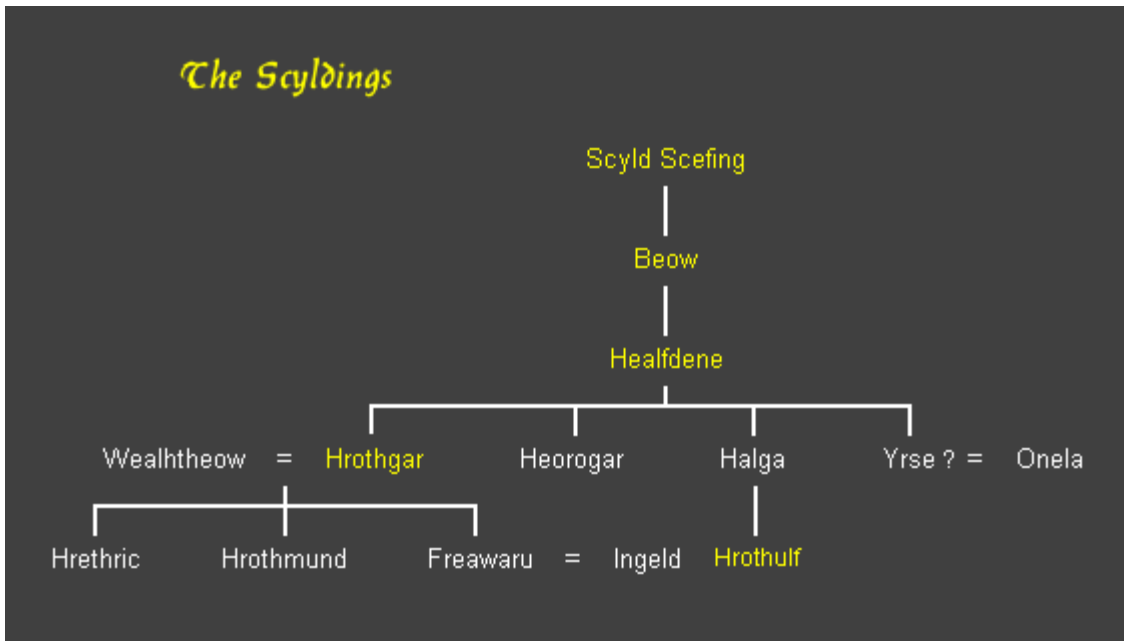 The Scyldings
Scyld Scefing
Beow
Healfdene
Wealhtheow = Hrothgar Heorogar Halga Yrse ? = Onela
Hrethric Hrothmund Freawaru = Ingeld Hrothulf